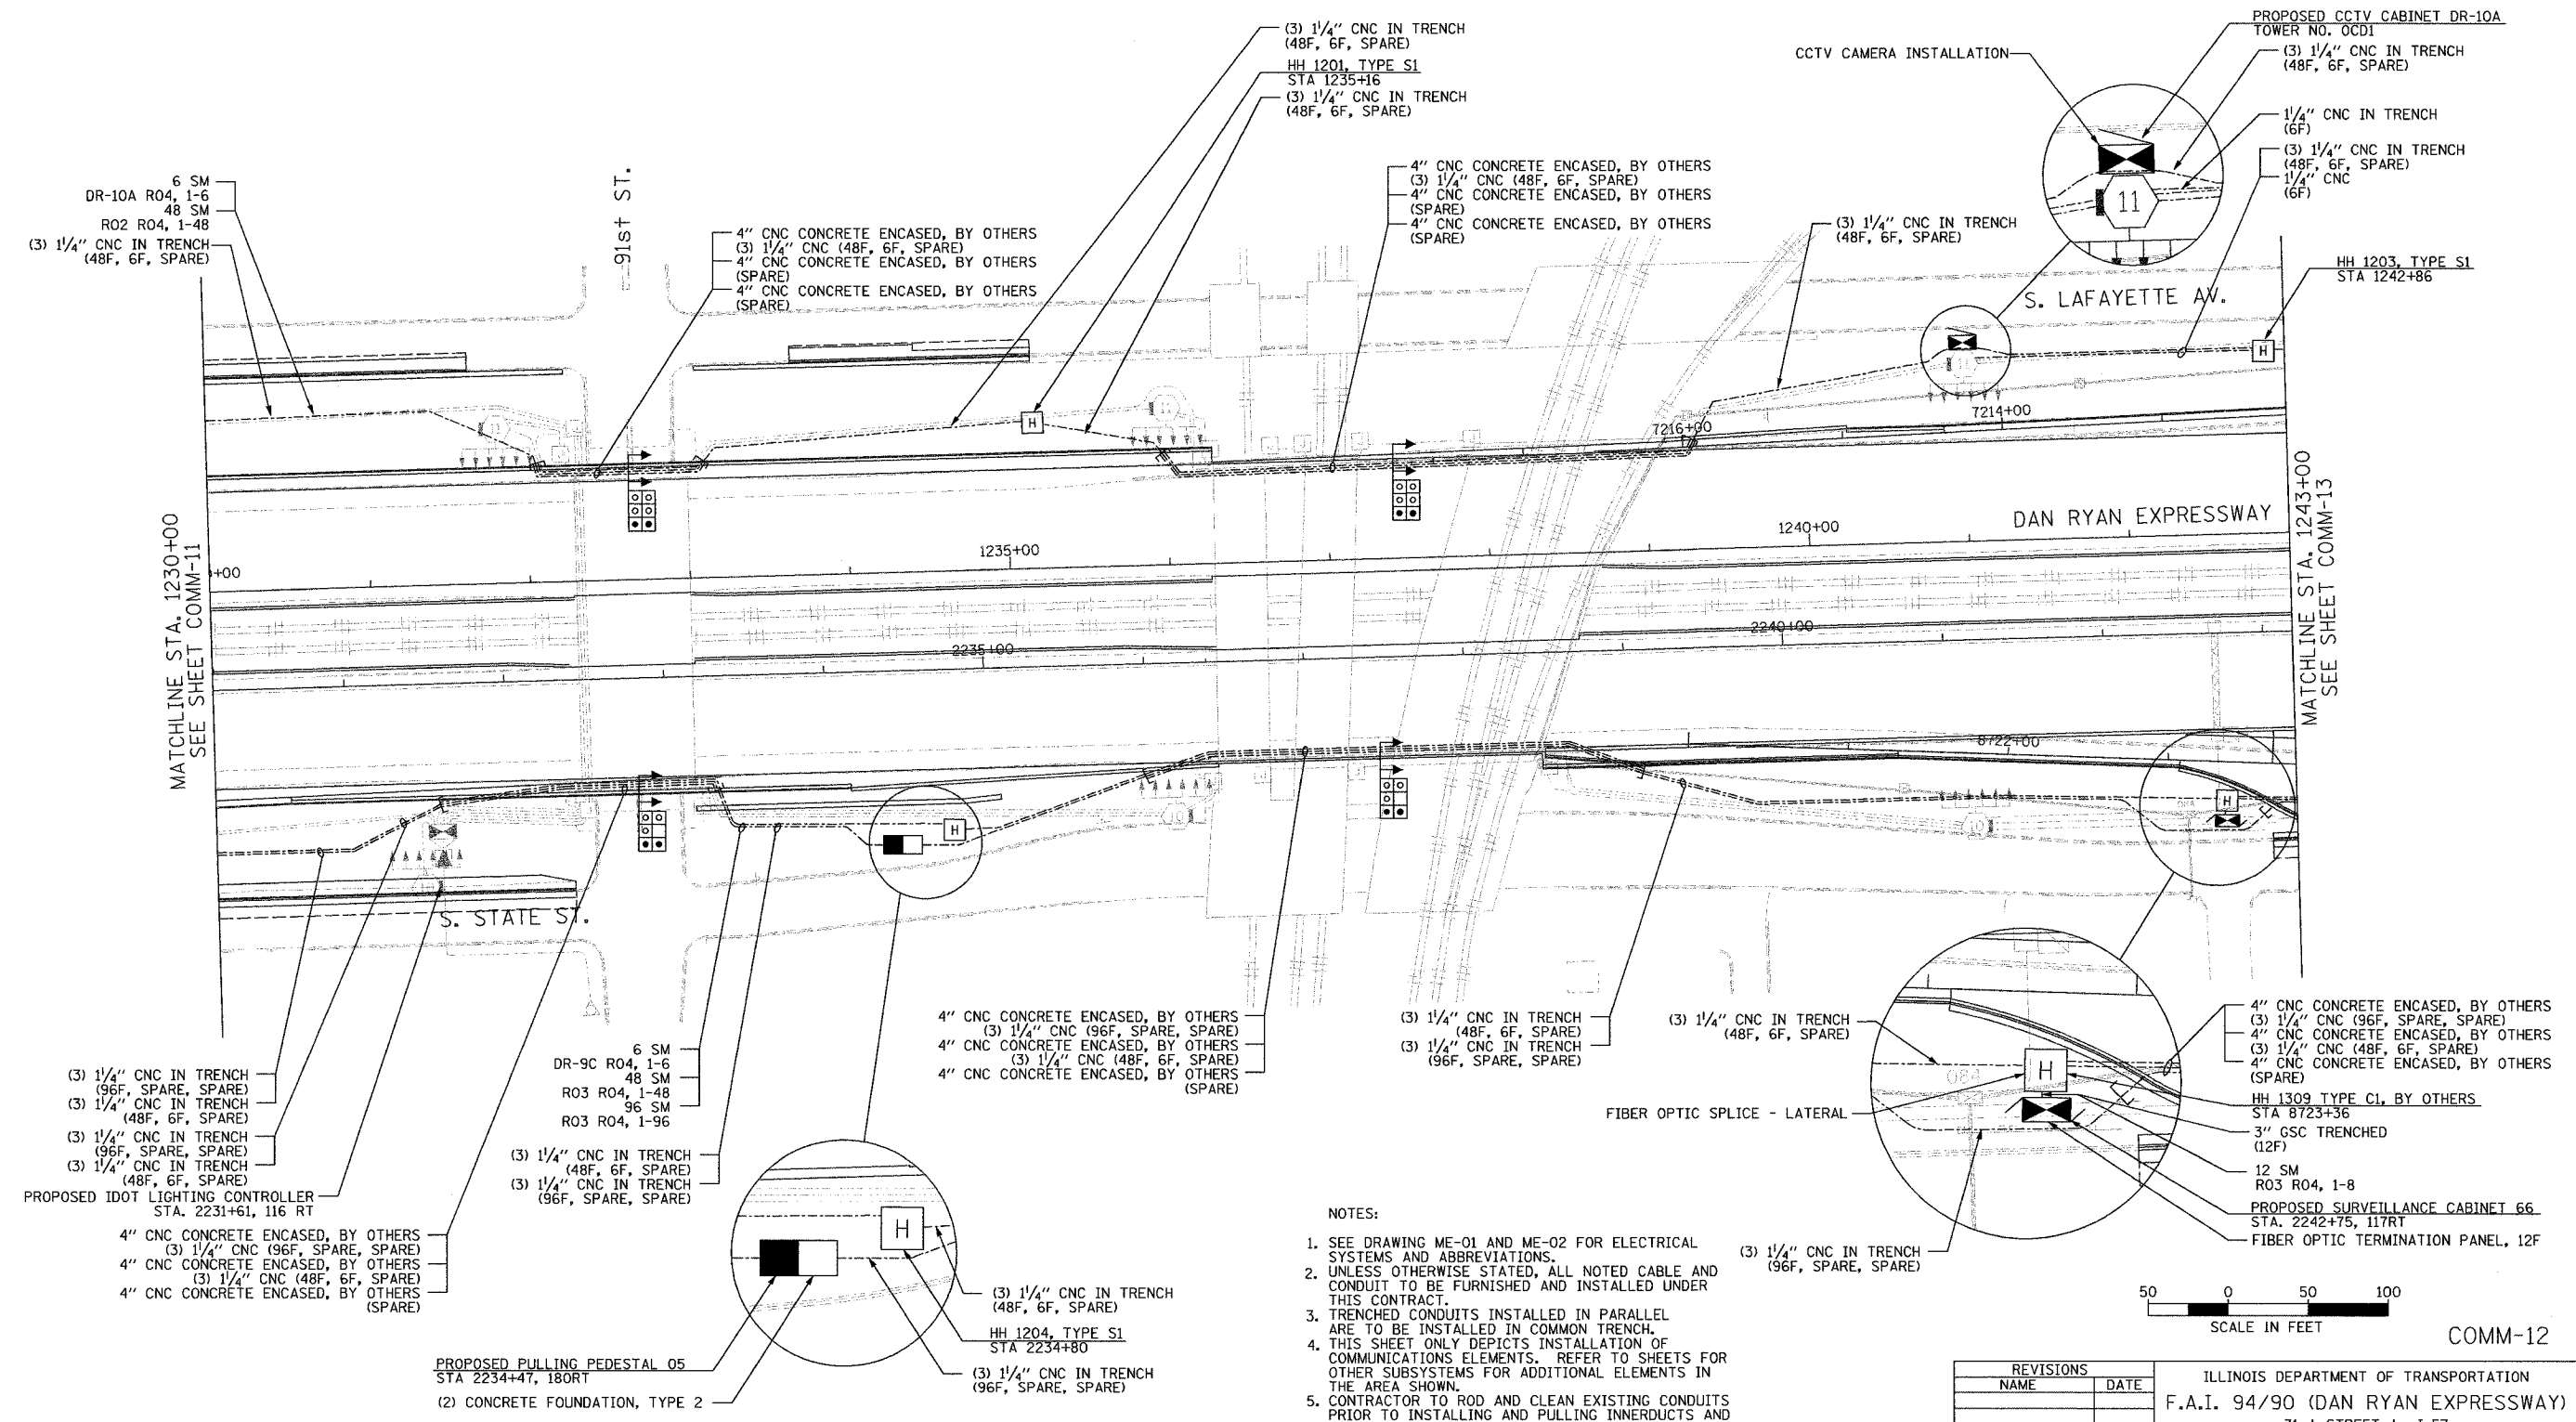 (3) 1¼" CNC IN TRENCH
(48F, 6F, SPARE)
HH 1201, TYPE S1
STA 1235+16
(3) 1¼" CNC IN TRENCH
(48F, 6F, SPARE)
PROPOSED CCTV CABINET DR-10A
TOWER NO. OCD1
CCTV CAMERA INSTALLATION
(3) 1¼" CNC IN TRENCH
(48F, 6F, SPARE)
1¼" CNC IN TRENCH
(6F)
(3) 1¼" CNC IN TRENCH
(48F, 6F, SPARE)
1¼" CNC
(6F)
11
HH 1203, TYPE S1
STA 1242+86
6 SM
DR-10A R04, 1-6
48 SM
R02 R04, 1-48
(3) 1¼" CNC IN TRENCH
(48F, 6F, SPARE)
91st ST.
4" CNC CONCRETE ENCASED, BY OTHERS
(3) 1¼" CNC (48F, 6F, SPARE)
4" CNC CONCRETE ENCASED, BY OTHERS
(SPARE)
4" CNC CONCRETE ENCASED, BY OTHERS
(SPARE)
4" CNC CONCRETE ENCASED, BY OTHERS
(3) 1¼" CNC (48F, 6F, SPARE)
4" CNC CONCRETE ENCASED, BY OTHERS
(SPARE)
4" CNC CONCRETE ENCASED, BY OTHERS
(SPARE)
(3) 1¼" CNC IN TRENCH
(48F, 6F, SPARE)
S. LAFAYETTE AV.
H
H
7216+00
7214+00
MATCHLINE STA. 1230+00
SEE SHEET COMM-11
+00
1235+00
1240+00
DAN RYAN EXPRESSWAY
MATCHLINE STA. 1243+00
SEE SHEET COMM-13
2235+00
2240+00
8722+00
H
H
10
S. STATE ST.
(3) 1¼" CNC IN TRENCH
(96F, SPARE, SPARE)
(3) 1¼" CNC IN TRENCH
(48F, 6F, SPARE)
(3) 1¼" CNC IN TRENCH
(96F, SPARE, SPARE)
(3) 1¼" CNC IN TRENCH
(48F, 6F, SPARE)
PROPOSED IDOT LIGHTING CONTROLLER
STA. 2231+61, 116 RT
4" CNC CONCRETE ENCASED, BY OTHERS
(3) 1¼" CNC (96F, SPARE, SPARE)
4" CNC CONCRETE ENCASED, BY OTHERS
(3) 1¼" CNC (48F, 6F, SPARE)
4" CNC CONCRETE ENCASED, BY OTHERS
(SPARE)
6 SM
DR-9C R04, 1-6
48 SM
R03 R04, 1-48
96 SM
R03 R04, 1-96
(3) 1¼" CNC IN TRENCH
(48F, 6F, SPARE)
(3) 1¼" CNC IN TRENCH
(96F, SPARE, SPARE)
4" CNC CONCRETE ENCASED, BY OTHERS
(3) 1¼" CNC (96F, SPARE, SPARE)
4" CNC CONCRETE ENCASED, BY OTHERS
(3) 1¼" CNC (48F, 6F, SPARE)
4" CNC CONCRETE ENCASED, BY OTHERS
(SPARE)
H
(3) 1¼" CNC IN TRENCH
(48F, 6F, SPARE)
HH 1204, TYPE S1
STA 2234+80
(3) 1¼" CNC IN TRENCH
(96F, SPARE, SPARE)
PROPOSED PULLING PEDESTAL 05
STA 2234+47, 180RT
(2) CONCRETE FOUNDATION, TYPE 2
(3) 1¼" CNC IN TRENCH
(48F, 6F, SPARE)
(3) 1¼" CNC IN TRENCH
(96F, SPARE, SPARE)
(3) 1¼" CNC IN TRENCH
(48F, 6F, SPARE)
FIBER OPTIC SPLICE - LATERAL
084
H
(3) 1¼" CNC IN TRENCH
(96F, SPARE, SPARE)
4" CNC CONCRETE ENCASED, BY OTHERS
(3) 1¼" CNC (96F, SPARE, SPARE)
4" CNC CONCRETE ENCASED, BY OTHERS
(3) 1¼" CNC (48F, 6F, SPARE)
4" CNC CONCRETE ENCASED, BY OTHERS
(SPARE)
HH 1309 TYPE C1, BY OTHERS
STA 8723+36
3" GSC TRENCHED
(12F)
12 SM
R03 R04, 1-8
PROPOSED SURVEILLANCE CABINET 66
STA. 2242+75, 117RT
FIBER OPTIC TERMINATION PANEL, 12F
NOTES:
1. SEE DRAWING ME-01 AND ME-02 FOR ELECTRICAL
SYSTEMS AND ABBREVIATIONS.
2. UNLESS OTHERWISE STATED, ALL NOTED CABLE AND
CONDUIT TO BE FURNISHED AND INSTALLED UNDER
THIS CONTRACT.
3. TRENCHED CONDUITS INSTALLED IN PARALLEL
ARE TO BE INSTALLED IN COMMON TRENCH.
4. THIS SHEET ONLY DEPICTS INSTALLATION OF
COMMUNICATIONS ELEMENTS. REFER TO SHEETS FOR
OTHER SUBSYSTEMS FOR ADDITIONAL ELEMENTS IN
THE AREA SHOWN.
5. CONTRACTOR TO ROD AND CLEAN EXISTING CONDUITS
PRIOR TO INSTALLING AND PULLING INNERDUCTS AND
50 0 50 100
SCALE IN FEET
COMM-12
REVISIONS
NAME DATE
ILLINOIS DEPARTMENT OF TRANSPORTATION
F.A.I. 94/90 (DAN RYAN EXPRESSWAY)